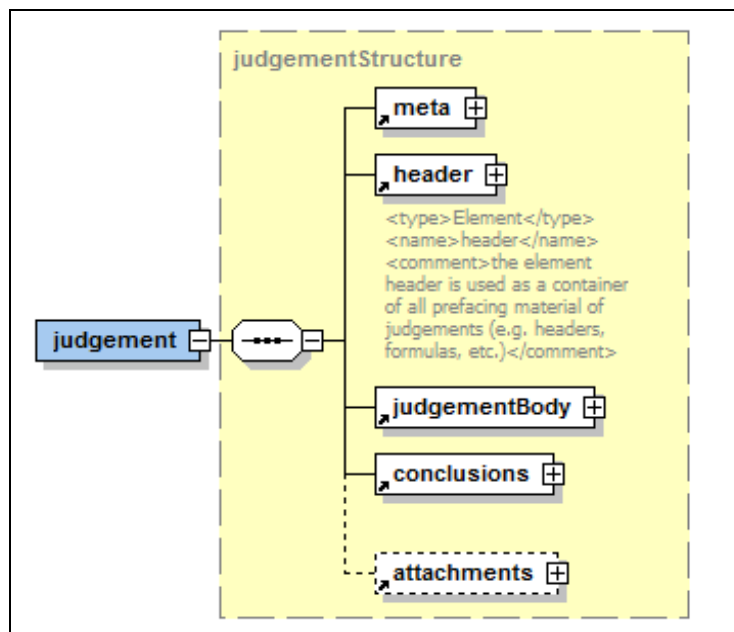 judgementStructure
meta
header
<type>Element</type>
<name>header</name>
<comment>the element
header is used as a container
of all prefacing material of
judgements (e.g. headers,
formulas, etc.)</comment>
judgement
judgementBody
conclusions
attachments